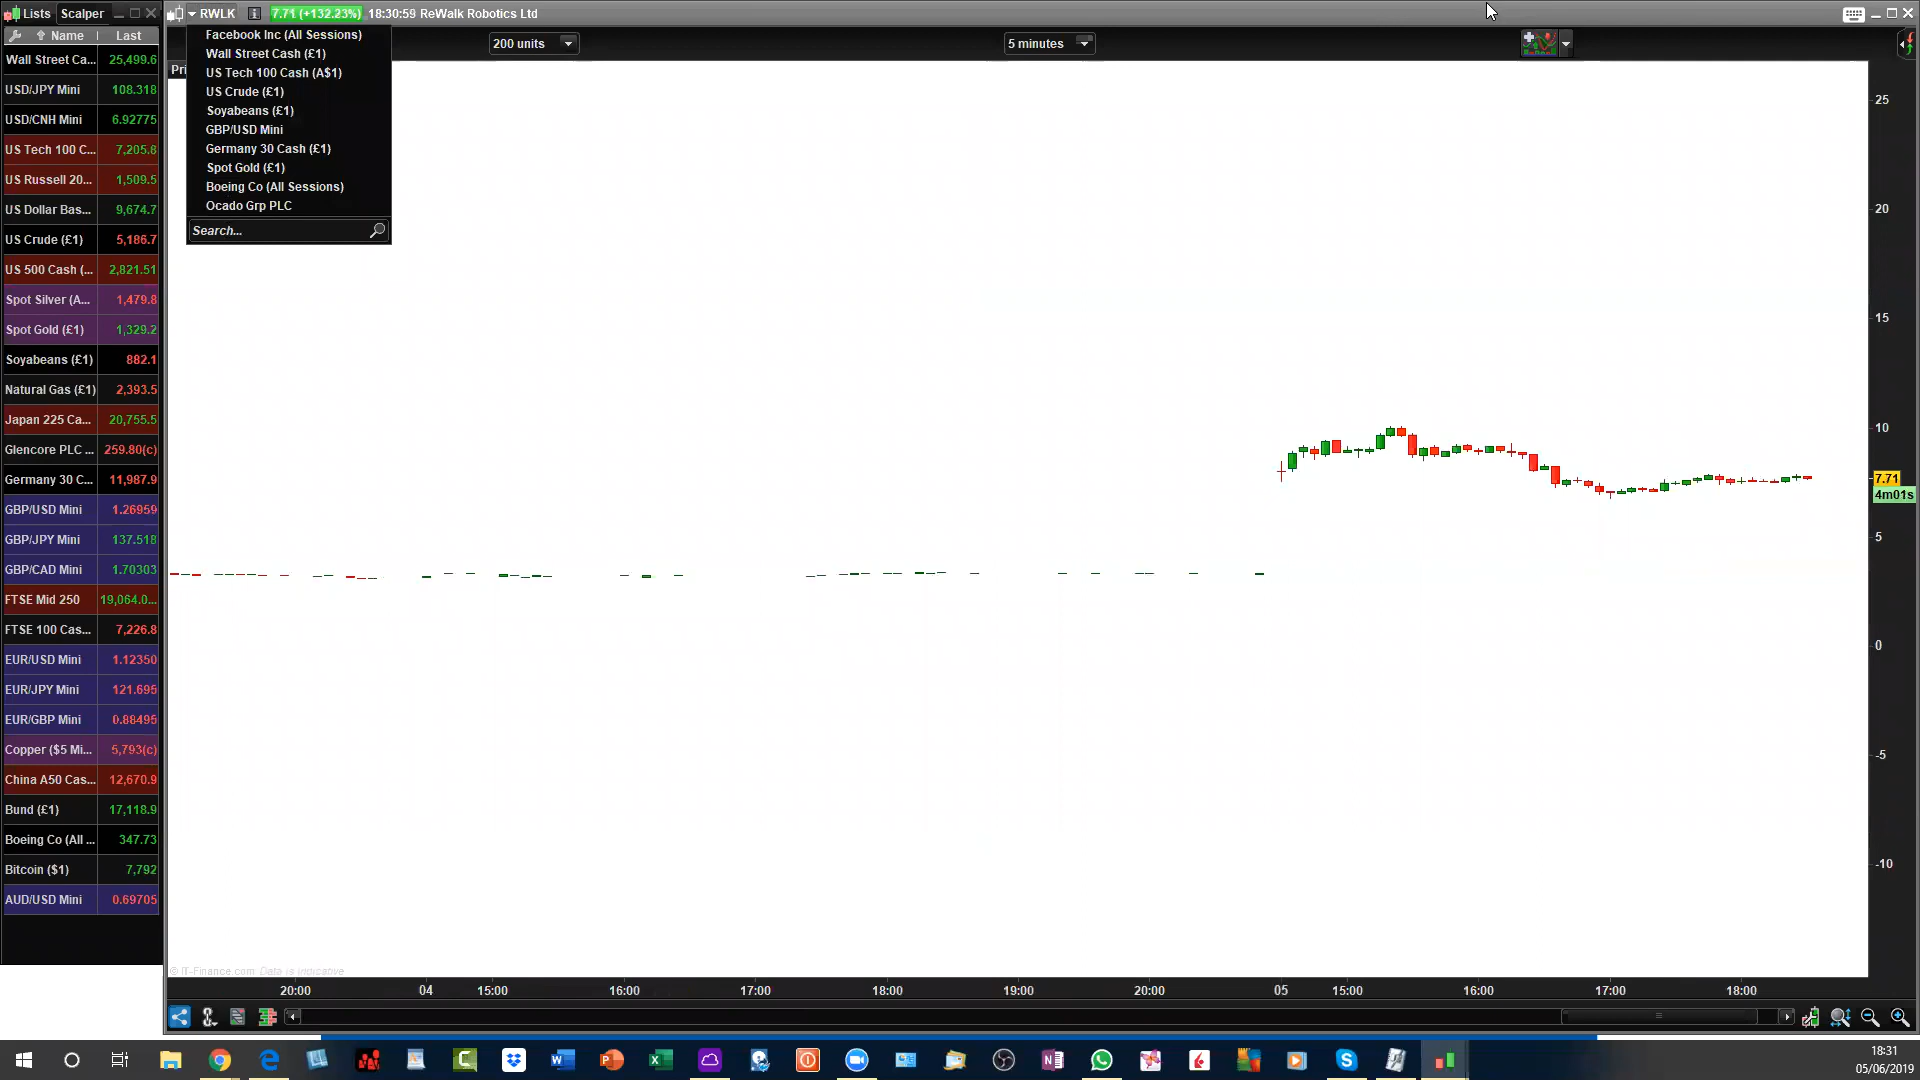 Lists Scalper
Name Last
Wall Street Ca... 25,499.6
USD/JPY Mini 108.318
USD/CNH Mini 6.92775
US Tech 100 C... 7,205.8
US Russell 20... 1,509.5
US Dollar Bas... 9,674.7
US Crude (£1) 5,186.7
US 500 Cash (... 2,821.51
Spot Silver (A... 1,479.8
Spot Gold (£1) 1,329.2
Soyabeans (£1) 882.1
Natural Gas (£1) 2,393.5
Japan 225 Ca... 20,755.5
Glencore PLC ... 259.80(c)
Germany 30 C... 11,987.9
GBP/USD Mini 1.26959
GBP/JPY Mini 137.518
GBP/CAD Mini 1.70303
FTSE Mid 250 19,064.0...
FTSE 100 Cas... 7,226.8
EUR/USD Mini 1.12350
EUR/JPY Mini 121.695
EUR/GBP Mini 0.88495
Copper ($5 Mi... 5,793(c)
China A50 Cas... 12,670.9
Bund (£1) 17,118.9
Boeing Co (All ... 347.73
Bitcoin ($1) 7,792
AUD/USD Mini 0.69705
RWLK 7.71 (+132.23%) 18:30:59 ReWalk Robotics Ltd
200 units 5 minutes
Pri
Facebook Inc (All Sessions)
Wall Street Cash (£1)
US Tech 100 Cash (A$1)
US Crude (£1)
Soyabeans (£1)
GBP/USD Mini
Germany 30 Cash (£1)
Spot Gold (£1)
Boeing Co (All Sessions)
Ocado Grp PLC
Search...
25
20
15
10
7.71
4m01s
5
0
-5
-10
© IT-Finance.com Data is indicative
20:00 04 15:00 16:00 17:00 18:00 19:00 20:00 05 15:00 16:00 17:00 18:00
18:31
05/06/2019